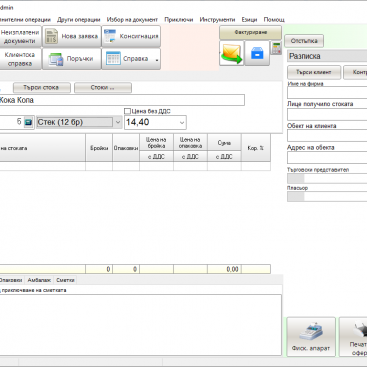 dmin
нителни операции Други операции Избор на документ Приключи Инструменти Езици Помощ
Неизплатени документи
Нова заявка
Консигнация
Фактуриране
Клиентска справка
Поръчки
Справка
Отстъпка
Разписка
Търси стока
Стоки ...
Търси клиент
Конт
Име на фирма
Кока Кола
Цена без ДДС
Лице получило стоката
5
Стек (12 бр)
14,40
Обект на клиента
на стоката
Бройки
Опаковки
Цена на бройка
Цена на опаковка
Сума
Кор. %
с ДДС
с ДДС
с ДДС
Адрес на обекта
Търговски представител
Пласьор
0
0
0,00
Опаковки Амбалаж Сметки
приключване на сметката
Фиск. апарат
Печат
офер